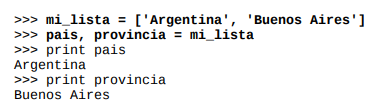 >>> mi_lista = ['Argentina', 'Buenos Aires']
>>> pais, provincia = mi_lista
>>> print pais
Argentina
>>> print provincia
Buenos Aires